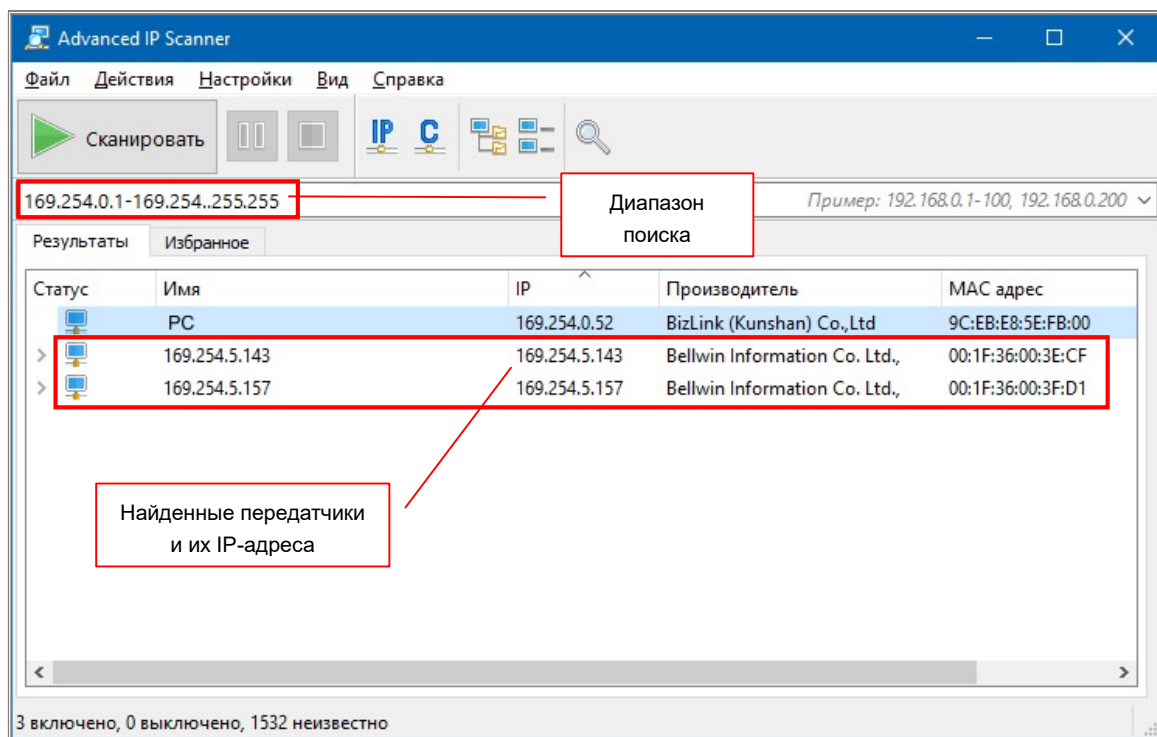 Advanced IP Scanner
Файл Действия Настройки Вид Справка
Сканировать IP C
169.254.0.1-169.254..255.255 Пример: 192.168.0.1-100, 192.168.0.200
Диапазон
поиска
Результаты Избранное
Статус Имя IP Производитель MAC адрес
PC 169.254.0.52 BizLink (Kunshan) Co.,Ltd 9C:EB:E8:5E:FB:00
169.254.5.143 169.254.5.143 Bellwin Information Co. Ltd., 00:1F:36:00:3E:CF
169.254.5.157 169.254.5.157 Bellwin Information Co. Ltd., 00:1F:36:00:3F:D1
Найденные передатчики
и их IP-адреса
3 включено, 0 выключено, 1532 неизвестно